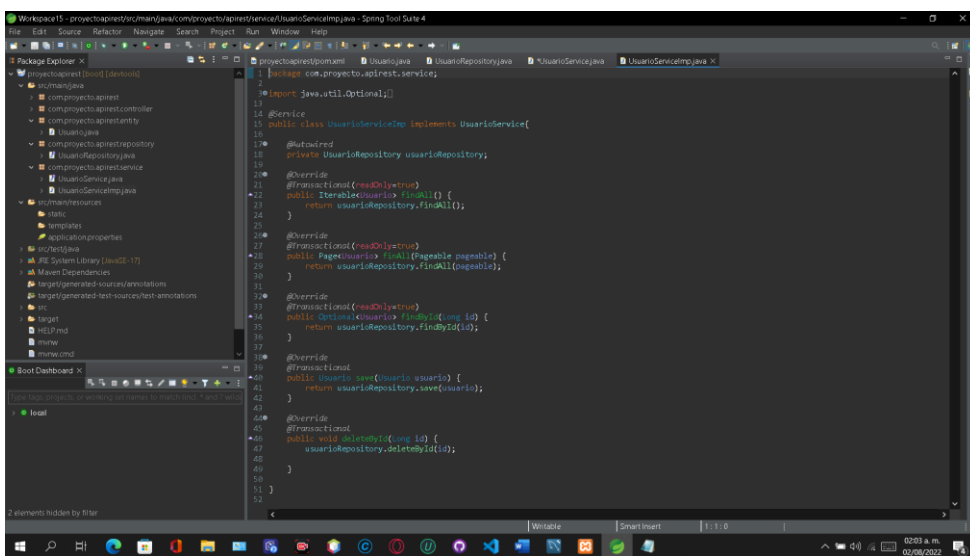 Workspace15 - proyectoapirest/src/main/java/com/proyecto/apirest/service/UsuarioServiceImp.java - Spring Tool Suite 4
File Edit Source Refactor Navigate Search Project Run Window Help
Package Explorer
proyectoapirest/pom.xml
Usuario.java
UsuarioRepository.java
*UsuarioService.java
UsuarioServiceImp.java
proyectoapirest [boot] [devtools]
src/main/java
com.proyecto.apirest
com.proyecto.apirest.controller
com.proyecto.apirest.entity
Usuario.java
com.proyecto.apirest.repository
UsuarioRepository.java
com.proyecto.apirest.service
UsuarioService.java
UsuarioServiceImp.java
src/main/resources
static
templates
application.properties
src/test/java
JRE System Library [JavaSE-17]
Maven Dependencies
target/generated-sources/annotations
target/generated-test-sources/test-annotations
src
target
HELP.md
mvnw
mvnw.cmd
Boot Dashboard
Type tags, projects, or working set names to match (incl. * and ? wild
local
2 elements hidden by filter
1 package com.proyecto.apirest.service;
2
3 import java.util.Optional;
13
14 @Service
15 public class UsuarioServiceImp implements UsuarioService{
16
17 @Autowired
18 private UsuarioRepository usuarioRepository;
19
20 @Override
21 @Transactional(readOnly=true)
22 public Iterable<Usuario> findAll() {
23 return usuarioRepository.findAll();
24 }
25
26 @Override
27 @Transactional(readOnly=true)
28 public Page<Usuario> finAll(Pageable pageable) {
29 return usuarioRepository.findAll(pageable);
30 }
31
32 @Override
33 @Transactional(readOnly=true)
34 public Optional<Usuario> findById(Long id) {
35 return usuarioRepository.findById(id);
36 }
37
38 @Override
39 @Transactional
40 public Usuario save(Usuario usuario) {
41 return usuarioRepository.save(usuario);
42 }
43
44 @Override
45 @Transactional
46 public void deleteById(Long id) {
47 usuarioRepository.deleteById(id);
48
49 }
50
51 }
52
Writable
Smart Insert
1 : 1 : 0
02:03 a. m.
02/08/2022